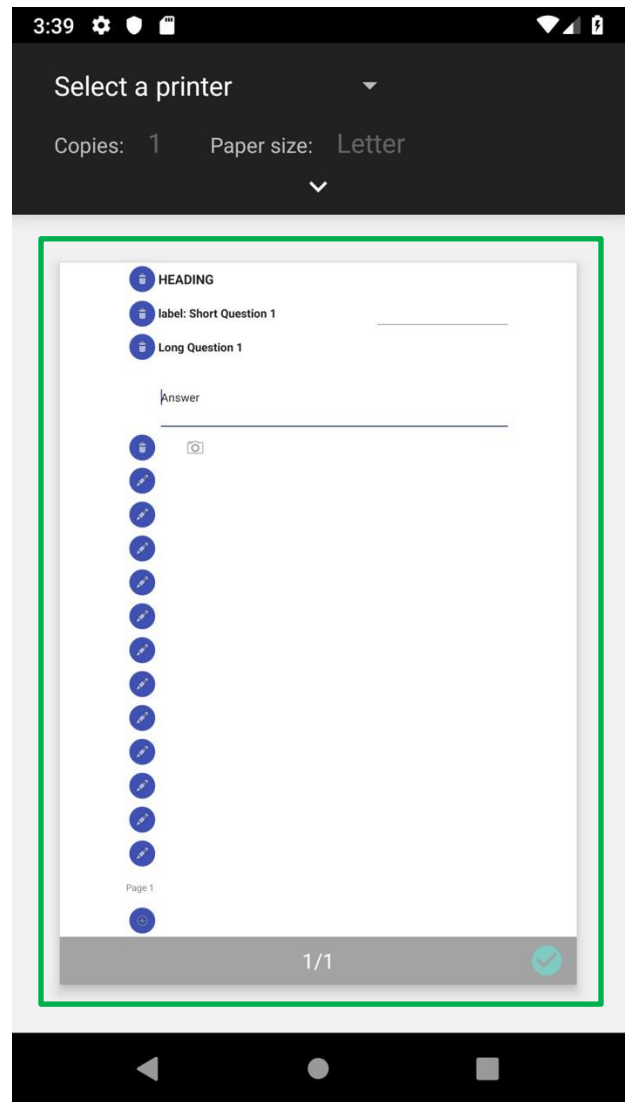 3:39
Select a printer
Copies: 1 Paper size: Letter
HEADING
label: Short Question 1
Long Question 1
Answer
Page 1
1/1